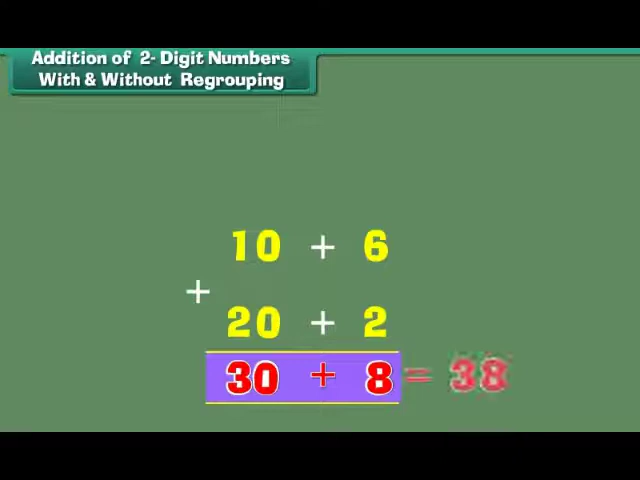 Addition of 2- Digit Numbers
With & Without Regrouping
10 + 6
+
20 + 2
30 + 8 = 38